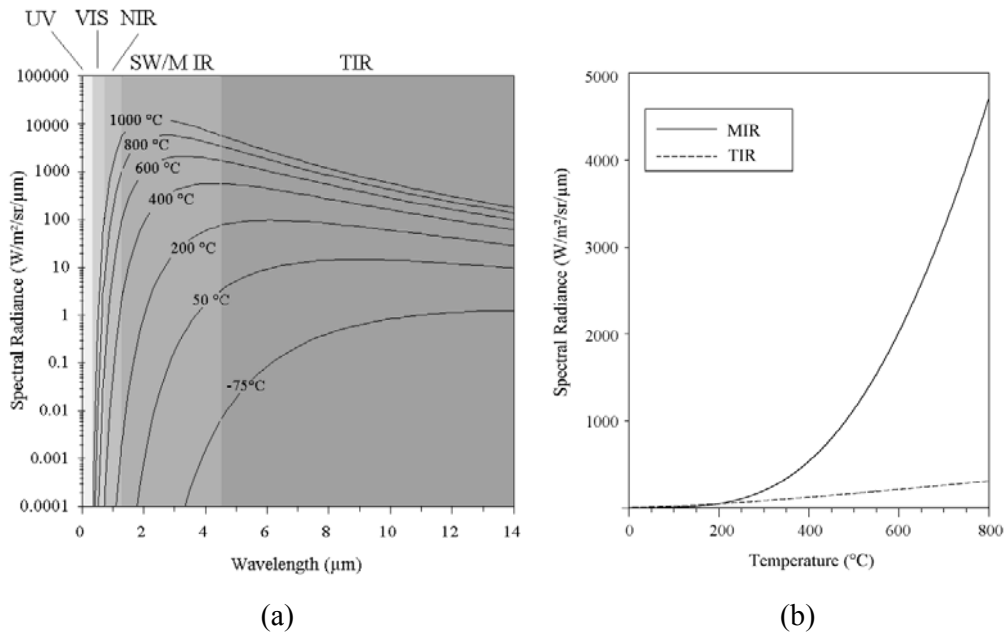 UV VIS NIR
SW/M IR TIR
100000
10000
1000
100
10
1
0.1
0.01
0.001
0.0001
Spectral Radiance (W/m²/sr/µm)
1000 °C
800 °C
600 °C
400 °C
200 °C
50 °C
-75°C
0 2 4 6 8 10 12 14
Wavelength (µm)
(a)
5000
4000
3000
2000
1000
Spectral Radiance (W/m²/sr/µm)
MIR
TIR
0 200 400 600 800
Temperature (°C)
(b)